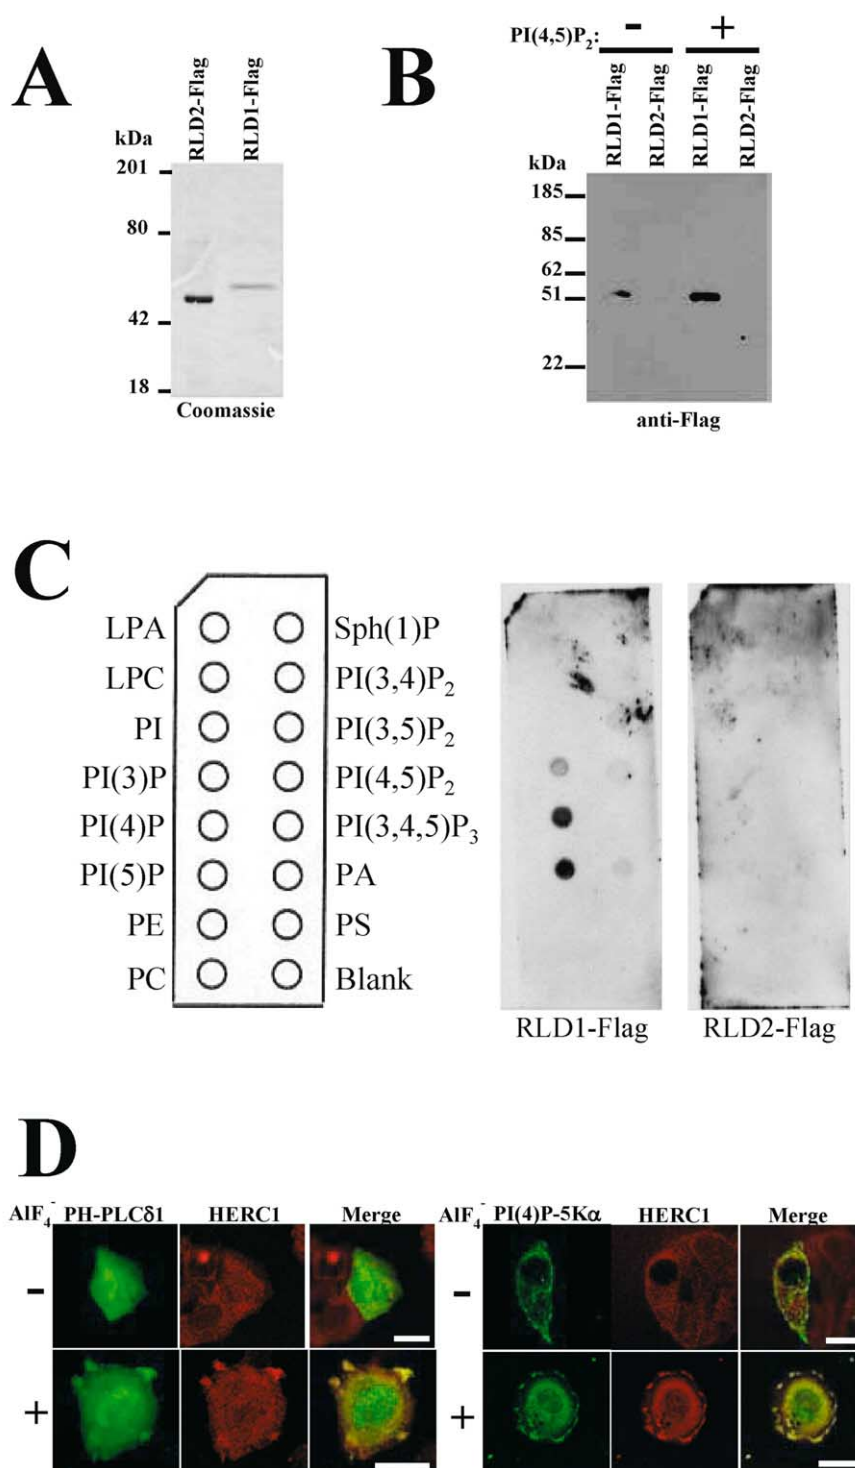 A
RLD2-Flag
RLD1-Flag
kDa
201
80
42
18
Coomassie
B
PI(4,5)P2:
-
+
RLD1-Flag
RLD2-Flag
RLD1-Flag
RLD2-Flag
kDa
185
85
62
51
22
anti-Flag
C
LPA
Sph(1)P
LPC
PI(3,4)P2
PI
PI(3,5)P2
PI(3)P
PI(4,5)P2
PI(4)P
PI(3,4,5)P3
PI(5)P
PA
PE
PS
PC
Blank
RLD1-Flag
RLD2-Flag
D
AlF4-
PH-PLCδ1
HERC1
Merge
-
+
AlF4-
PI(4)P-5Kα
HERC1
Merge
-
+